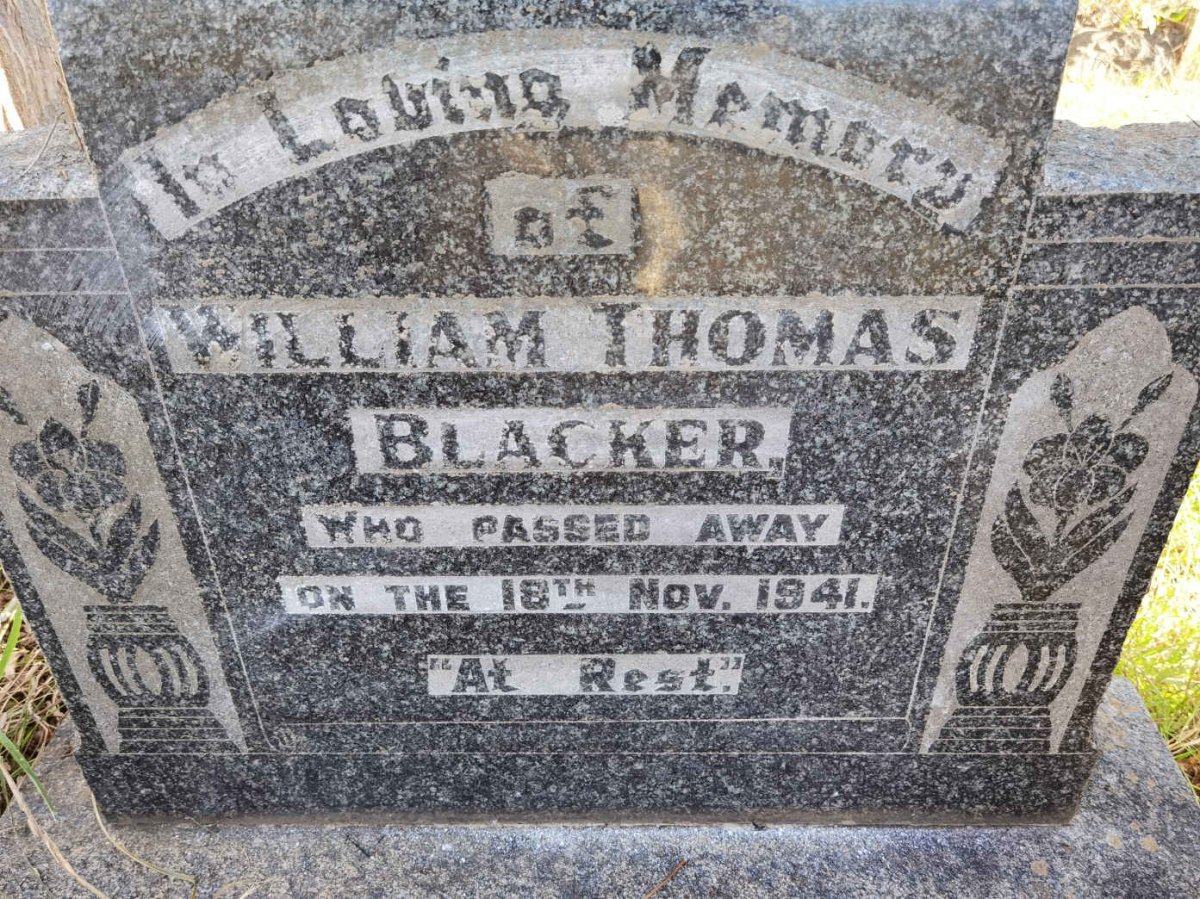 In Loving Memory
of
WILLIAM THOMAS
BLACKER.
WHO PASSED AWAY
ON THE 18TH NOV. 1941.
"At Rest."